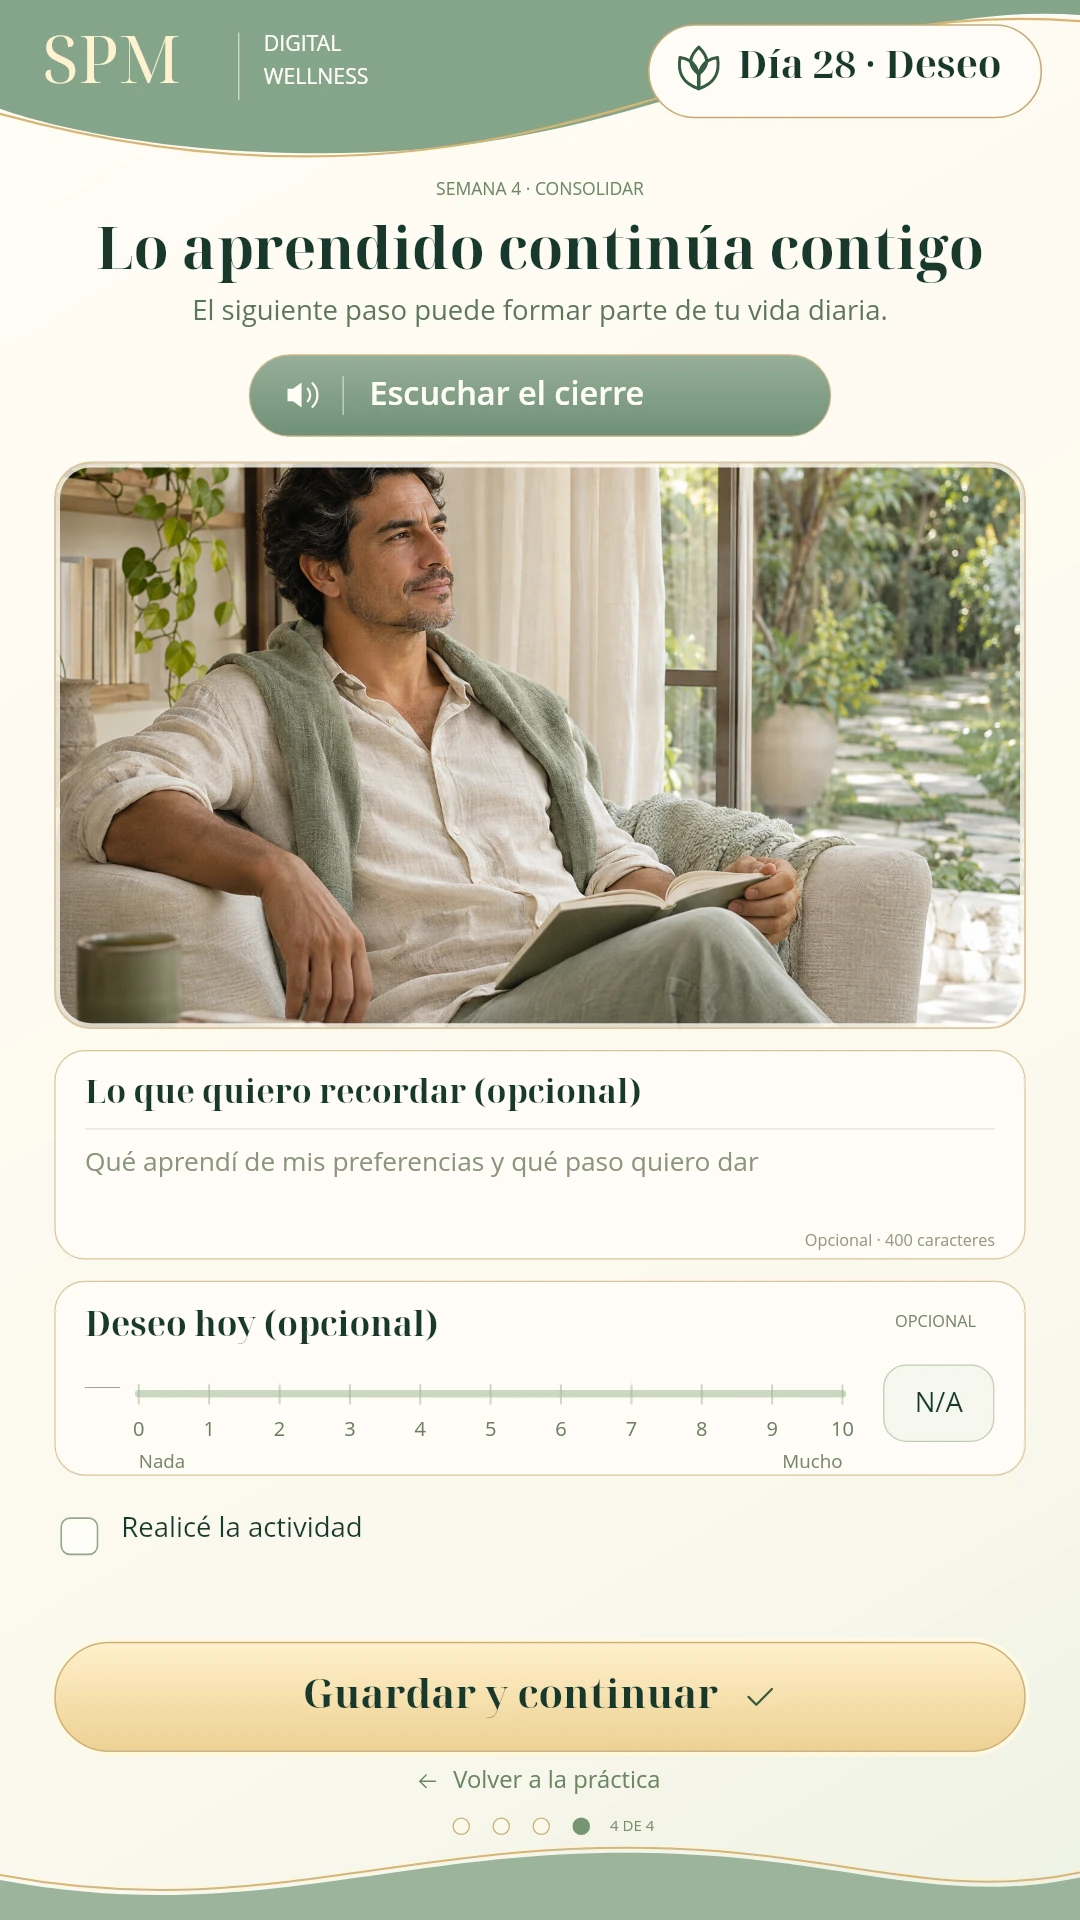 SPM
DIGITAL
WELLNESS
Día 28 · Deseo
SEMANA 4 · CONSOLIDAR
Lo aprendido continúa contigo
El siguiente paso puede formar parte de tu vida diaria.
Escuchar el cierre
Lo que quiero recordar (opcional)
Qué aprendí de mis preferencias y qué paso quiero dar
Opcional · 400 caracteres
Deseo hoy (opcional)
OPCIONAL
N/A
0 1 2 3 4 5 6 7 8 9 10
Nada Mucho
Realicé la actividad
Guardar y continuar
← Volver a la práctica
4 DE 4